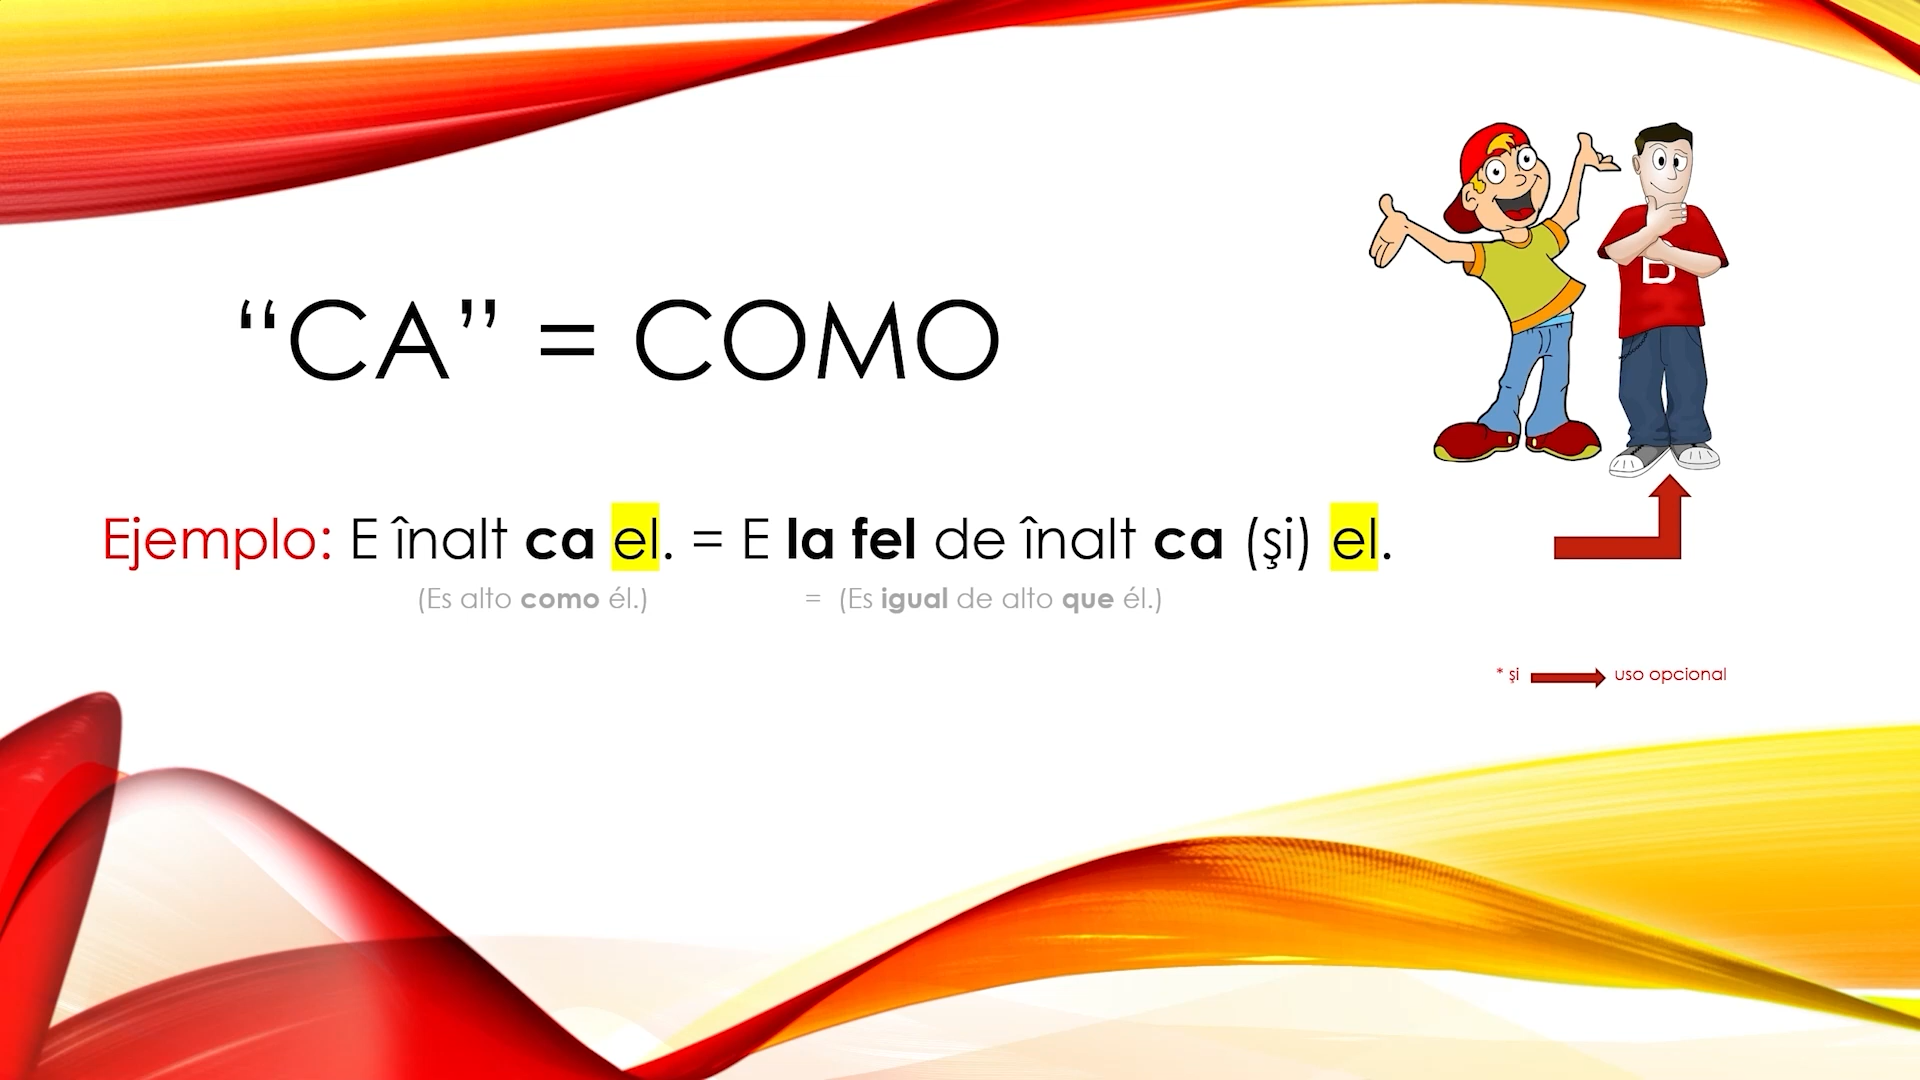 “CA” = COMO
Ejemplo: E înalt ca el. = E la fel de înalt ca (şi) el.
(Es alto como él.) = (Es igual de alto que él.)
* şi uso opcional
B